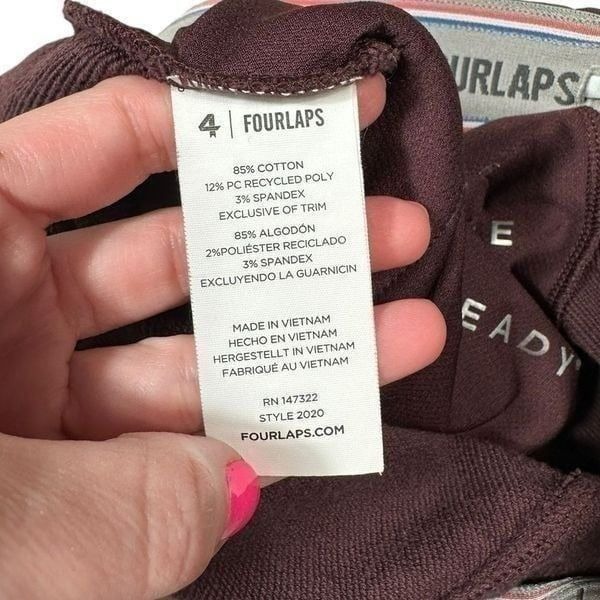 4 | FOURLAPS
85% COTTON
12% PC RECYCLED POLY
3% SPANDEX
EXCLUSIVE OF TRIM
85% ALGODÓN
2%POLIÉSTER RECICLADO
3% SPANDEX
EXCLUYENDO LA GUARNICIN
MADE IN VIETNAM
HECHO EN VIETNAM
HERGESTELLT IN VIETNAM
FABRIQUÉ AU VIETNAM
RN 147322
STYLE 2020
FOURLAPS.COM
URLAPS
E
EADY